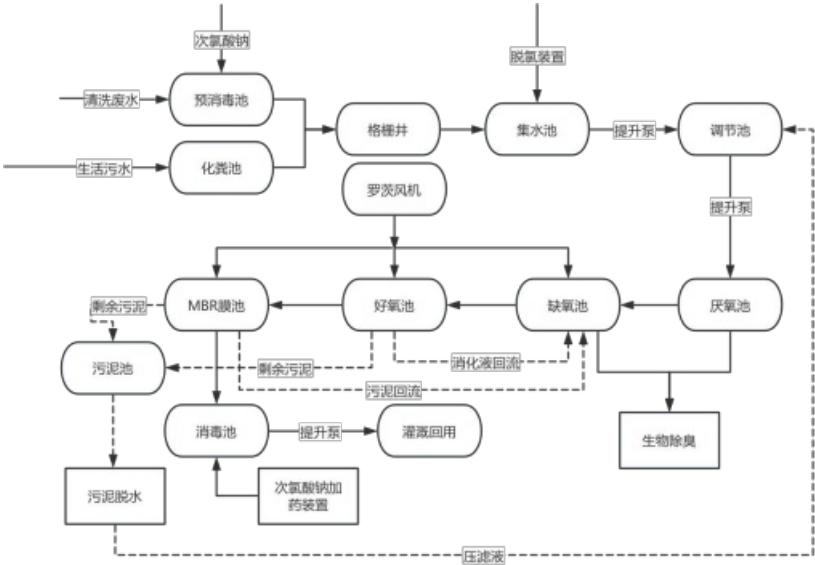 次氯酸钠
脱氯装置
清洗废水
预消毒池
格栅井
集水池
提升泵
调节池
生活污水
化粪池
罗茨风机
提升泵
剩余污泥
MBR膜池
好氧池
缺氧池
厌氧池
污泥池
剩余污泥
消化液回流
污泥回流
消毒池
提升泵
灌溉回用
生物除臭
污泥脱水
次氯酸钠加
药装置
压滤液